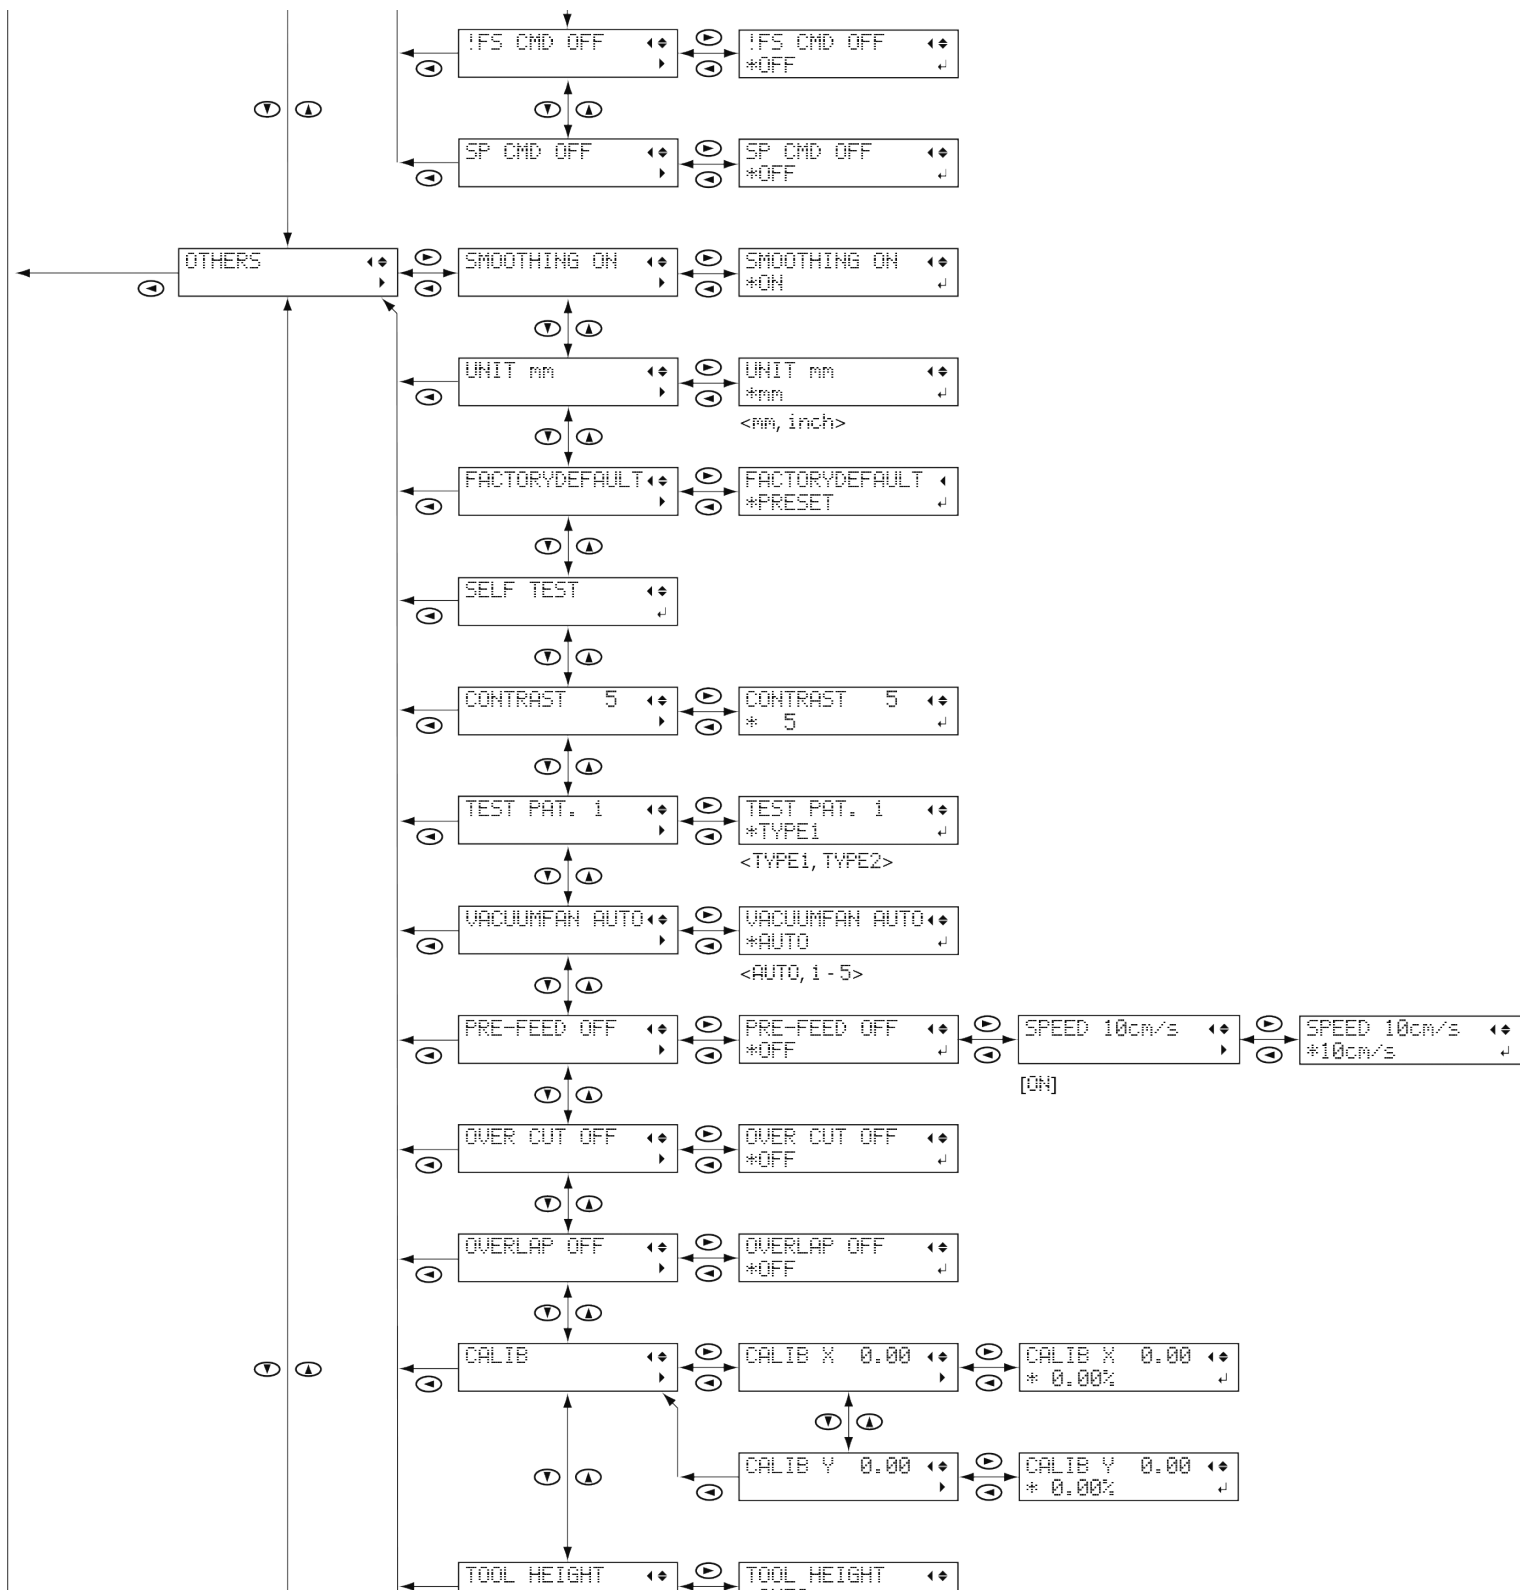 !FS CMD OFF
!FS CMD OFF
*OFF
SP CMD OFF
SP CMD OFF
*OFF
OTHERS
SMOOTHING ON
SMOOTHING ON
*ON
UNIT mm
UNIT mm
*mm
<mm, inch>
FACTORYDEFAULT
FACTORYDEFAULT
*PRESET
SELF TEST
CONTRAST 5
CONTRAST 5
* 5
TEST PAT. 1
TEST PAT. 1
*TYPE1
<TYPE1, TYPE2>
VACUUMFAN AUTO
VACUUMFAN AUTO
*AUTO
<AUTO, 1 - 5>
PRE-FEED OFF
PRE-FEED OFF
*OFF
SPEED 10cm/s
SPEED 10cm/s
*10cm/s
[ON]
OVER CUT OFF
OVER CUT OFF
*OFF
OVERLAP OFF
OVERLAP OFF
*OFF
CALIB
CALIB X 0.00
CALIB X 0.00
* 0.00%
CALIB Y 0.00
CALIB Y 0.00
* 0.00%
TOOL HEIGHT
TOOL HEIGHT